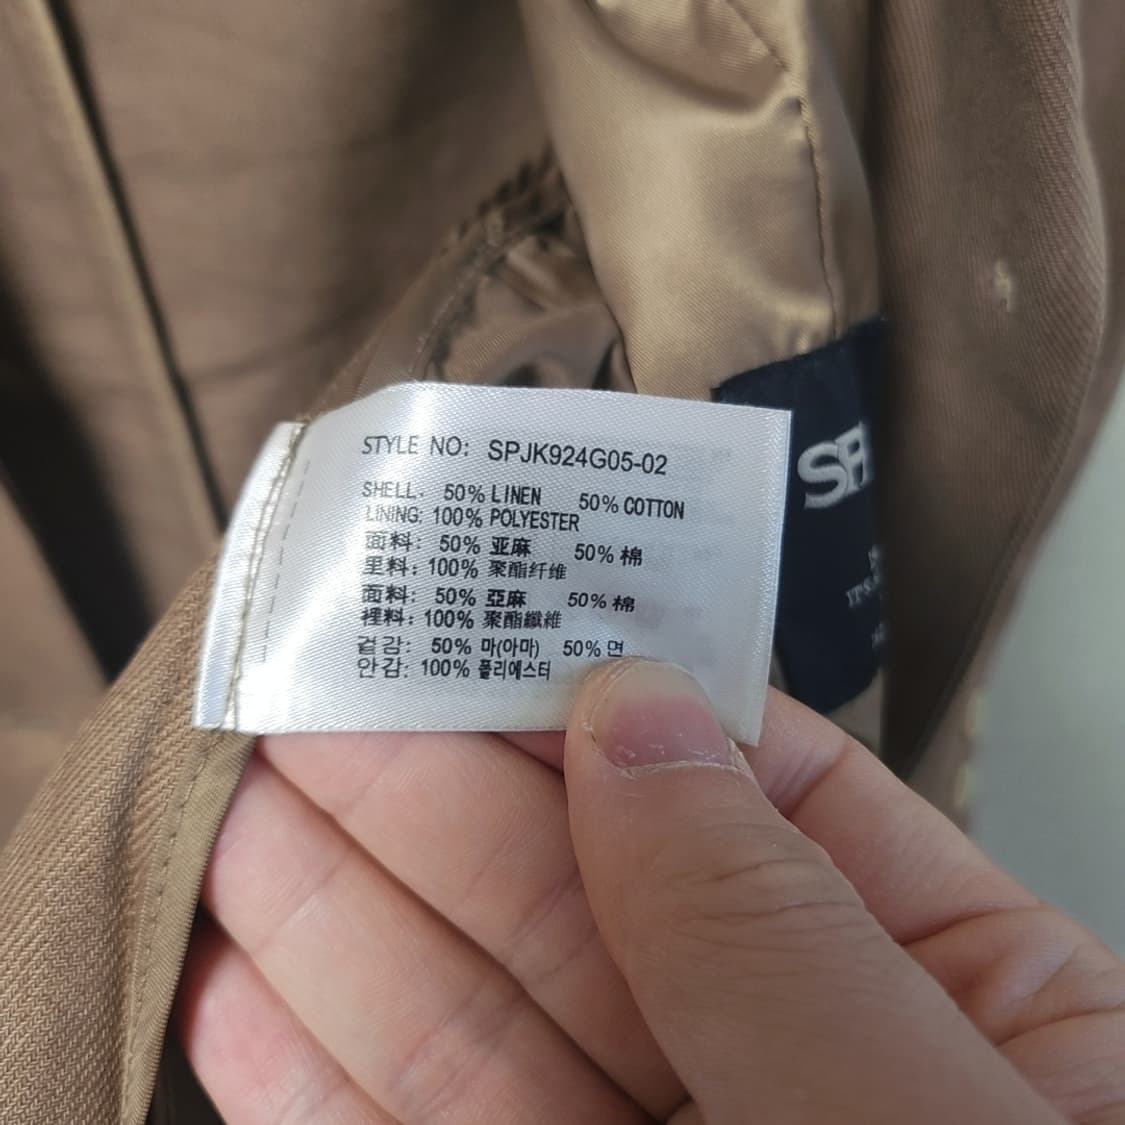 STYLE NO: SPJK924G05-02
SHELL: 50% LINEN 50% COTTON
LINING: 100% POLYESTER
面料: 50% 亚麻 50% 棉
里料: 100% 聚酯纤维
面料: 50% 亞麻 50% 棉
裡料: 100% 聚酯纖維
겉감: 50% 마(아마) 50% 면
안감: 100% 폴리에스터
SP